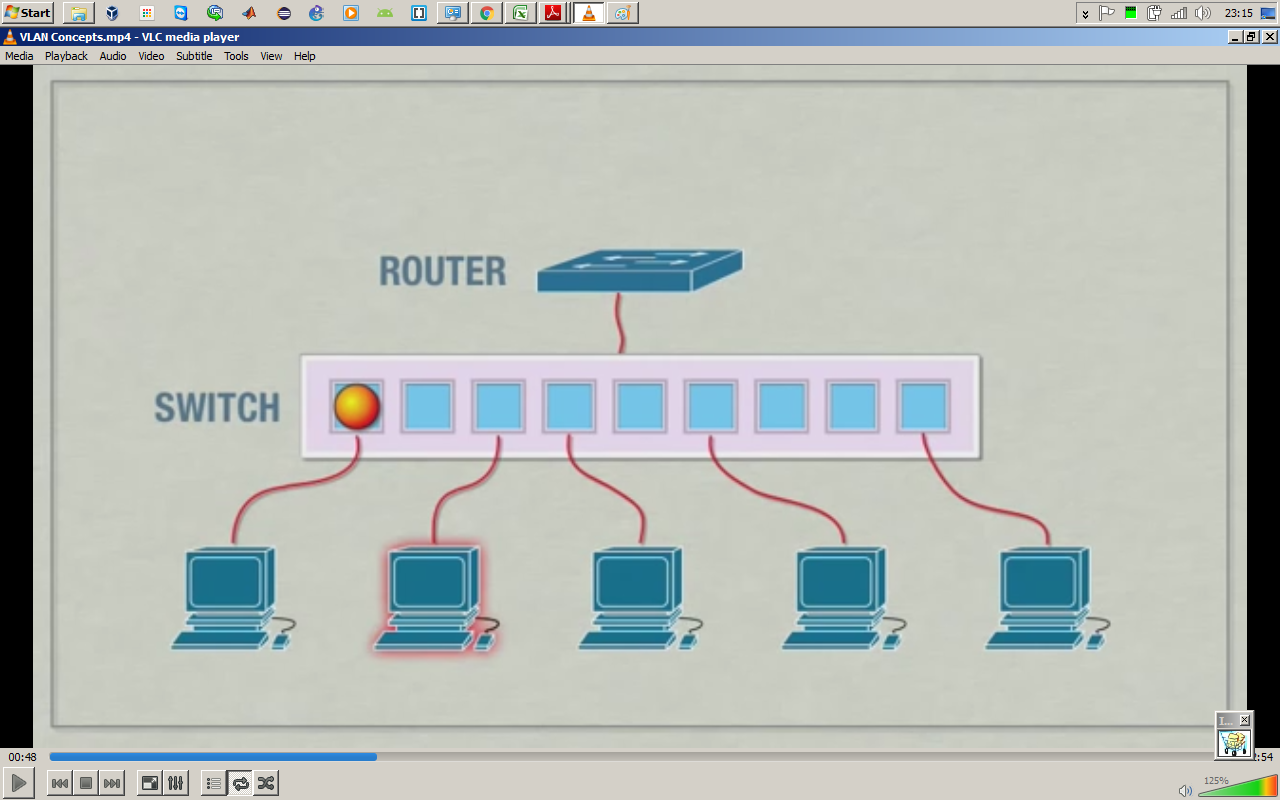 Start
23:15
VLAN Concepts.mp4 - VLC media player
Media Playback Audio Video Subtitle Tools View Help
ROUTER
SWITCH
I...
00:48
:54
125%